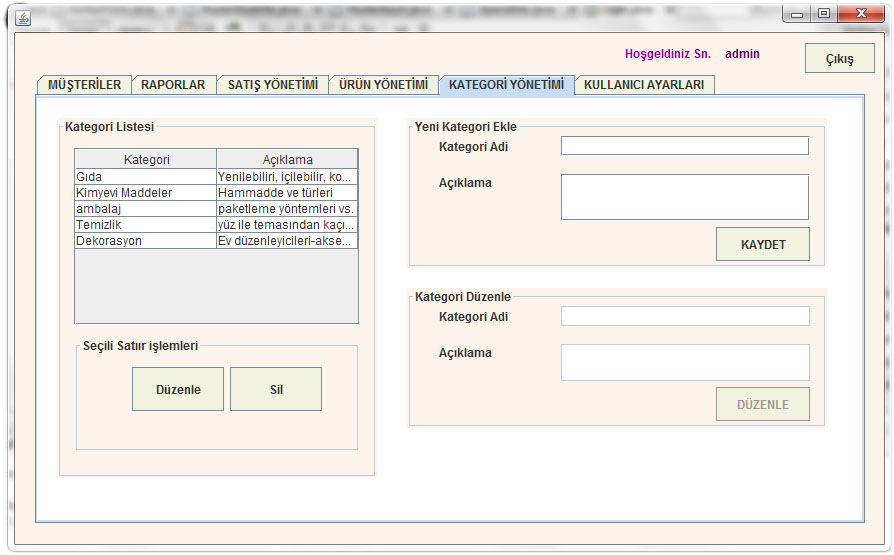 Hoşgeldiniz Sn. admin
Çıkış
MÜŞTERİLER RAPORLAR SATIŞ YÖNETİMİ ÜRÜN YÖNETİMİ KATEGORİ YÖNETİMİ KULLANICI AYARLARI
Kategori Listesi
Kategori Açıklama
Gıda Yenilebiliri, içilebilir, ko...
Kimyevi Maddeler Hammadde ve türleri
ambalaj paketleme yöntemleri vs.
Temizlik yüz ile temasından kaçı...
Dekorasyon Ev düzenleyicileri-akse...
Seçili Satıır işlemleri
Düzenle Sil
Yeni Kategori Ekle
Kategori Adi
Açıklama
KAYDET
Kategori Düzenle
Kategori Adi
Açıklama
DÜZENLE